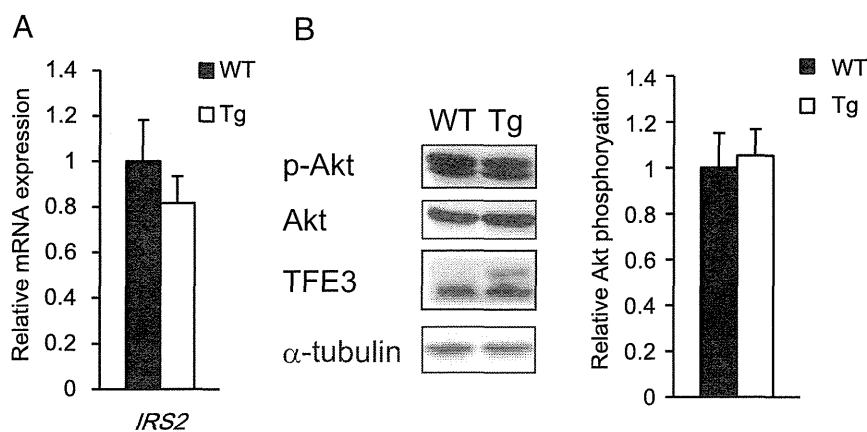 A
Relative mRNA expression
1.4
1.2
1
0.8
0.6
0.4
0.2
0
WT
Tg
IRS2
B
WT Tg
p-Akt
Akt
TFE3
α-tubulin
Relative Akt phosphoryation
1.4
1.2
1
0.8
0.6
0.4
0.2
0
WT
Tg